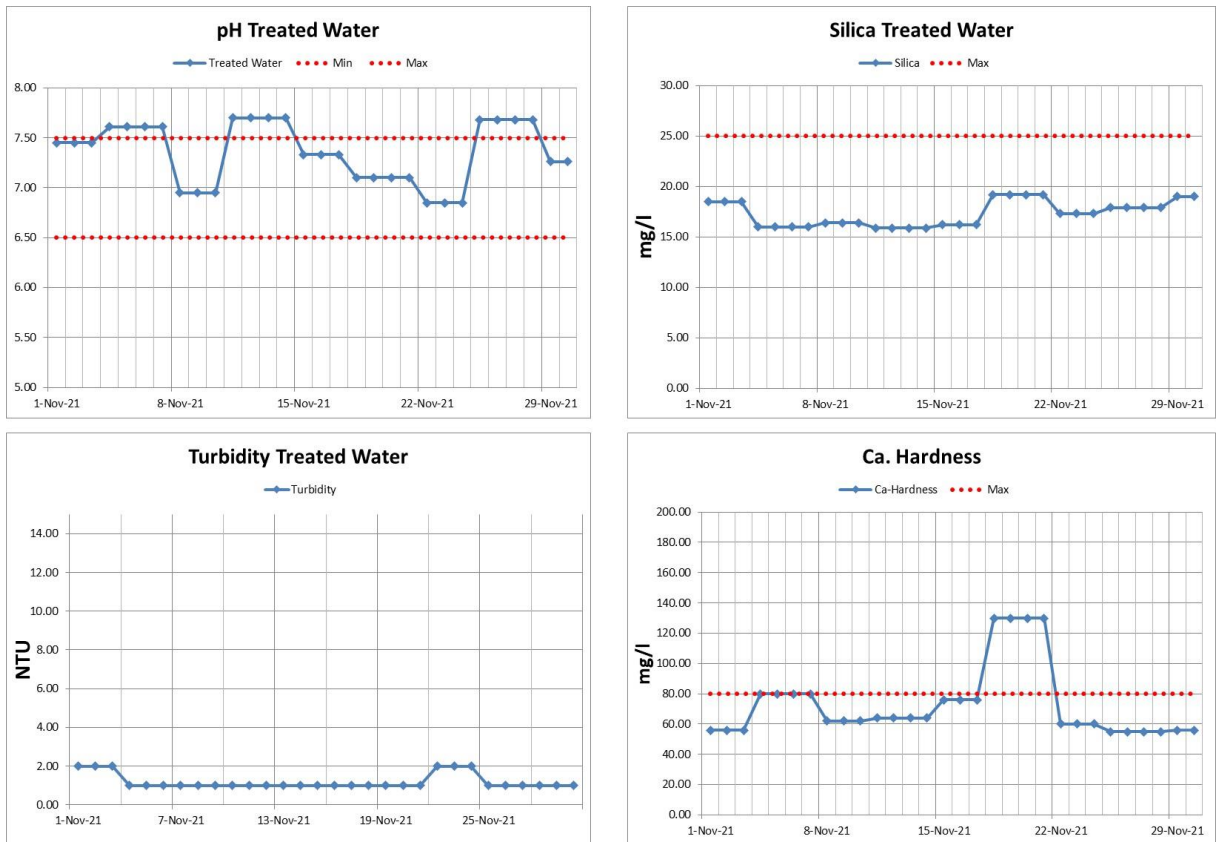 pH Treated Water
Treated Water Min Max
8.00
7.50
7.00
6.50
6.00
5.50
5.00
1-Nov-21 8-Nov-21 15-Nov-21 22-Nov-21 29-Nov-21
Silica Treated Water
Silica Max
30.00
25.00
20.00
15.00
10.00
5.00
0.00
mg/l
1-Nov-21 8-Nov-21 15-Nov-21 22-Nov-21 29-Nov-21
Turbidity Treated Water
Turbidity
14.00
12.00
10.00
8.00
6.00
4.00
2.00
0.00
NTU
1-Nov-21 7-Nov-21 13-Nov-21 19-Nov-21 25-Nov-21
Ca. Hardness
Ca-Hardness Max
200.00
180.00
160.00
140.00
120.00
100.00
80.00
60.00
40.00
20.00
0.00
mg/l
1-Nov-21 8-Nov-21 15-Nov-21 22-Nov-21 29-Nov-21